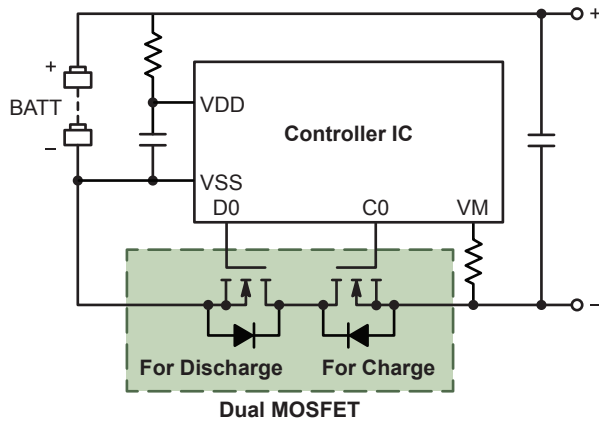 +
+
BATT
–
VDD
Controller IC
VSS
D0
C0
VM
–
For Discharge
For Charge
Dual MOSFET